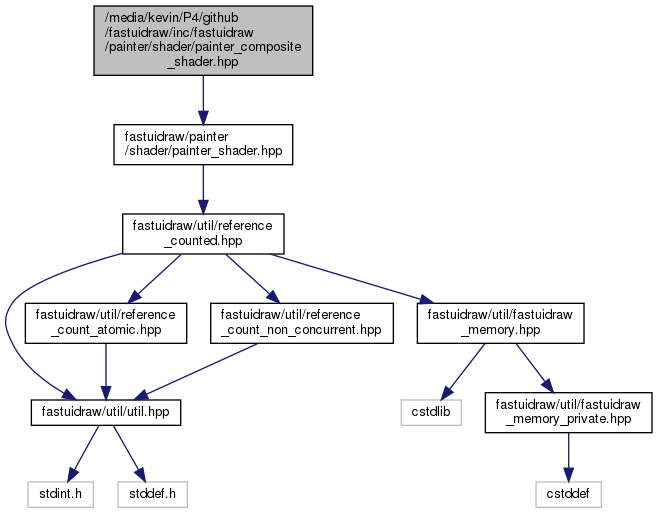 /media/kevin/P4/github
/fastuidraw/inc/fastuidraw
/painter/shader/painter_composite
_shader.hpp
fastuidraw/painter
/shader/painter_shader.hpp
fastuidraw/util/reference
_counted.hpp
fastuidraw/util/reference
_count_atomic.hpp
fastuidraw/util/reference
_count_non_concurrent.hpp
fastuidraw/util/fastuidraw
_memory.hpp
fastuidraw/util/util.hpp
cstdlib
fastuidraw/util/fastuidraw
_memory_private.hpp
stdint.h
stddef.h
cstddef